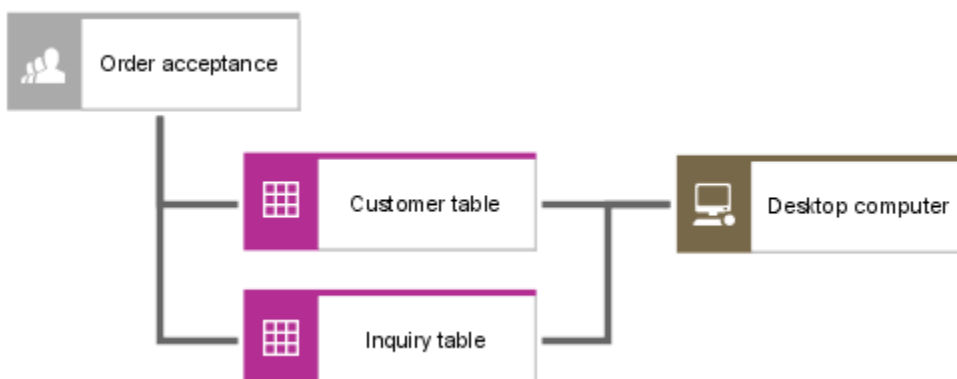 Order acceptance
Customer table
Desktop computer
Inquiry table